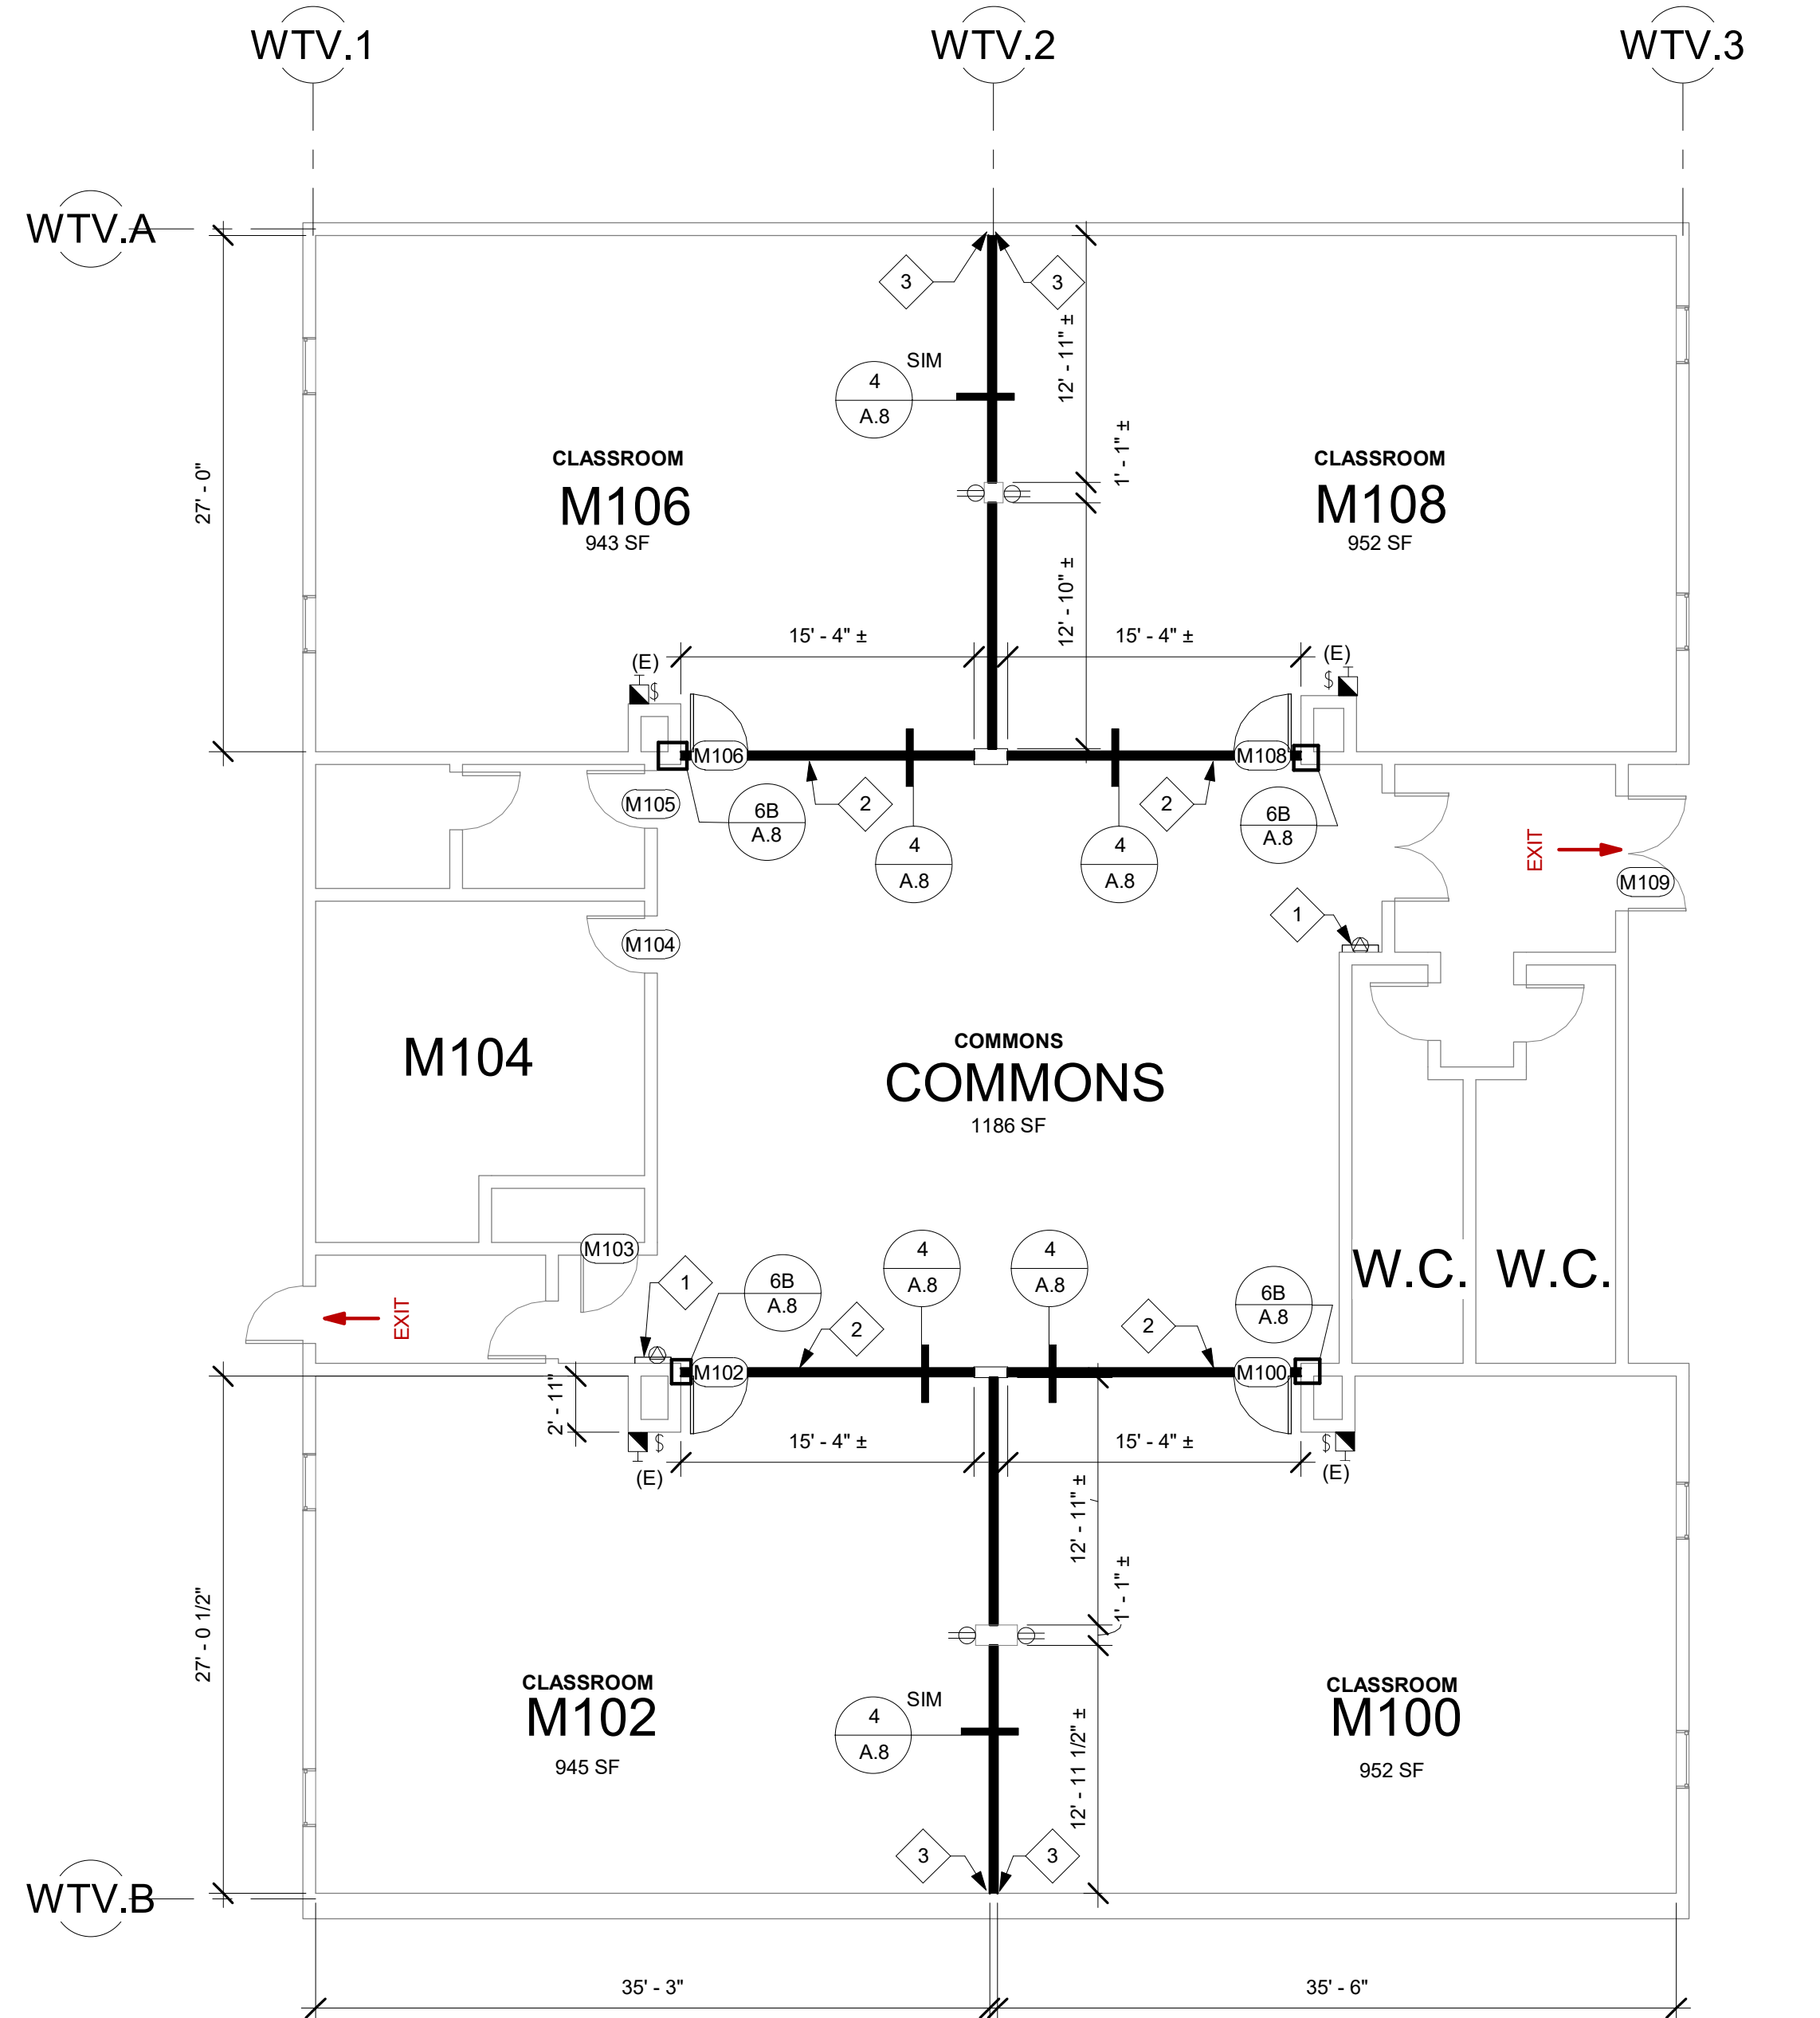 WTV.1
WTV.2
WTV.3
WTV.A
3
3
12' - 11" ±
SIM
4
A.8
1' - 1" ±
27' - 0"
CLASSROOM
M106
943 SF
CLASSROOM
M108
952 SF
12' - 10" ±
15' - 4" ±
15' - 4" ±
(E)
$
(E)
$
M106
M108
M105
6B
A.8
2
4
A.8
4
A.8
2
6B
A.8
EXIT
M109
1
M104
M104
COMMONS
COMMONS
1186 SF
M103
1
6B
A.8
4
A.8
4
A.8
6B
A.8
W.C.
W.C.
EXIT
2
2
M102
M100
2' - 11"
15' - 4" ±
15' - 4" ±
$
(E)
$
(E)
12' - 11" ±
1' - 1" ±
27' - 0 1/2"
CLASSROOM
M102
945 SF
CLASSROOM
M100
952 SF
SIM
4
A.8
12' - 11 1/2" ±
3
3
WTV.B
35' - 3"
35' - 6"